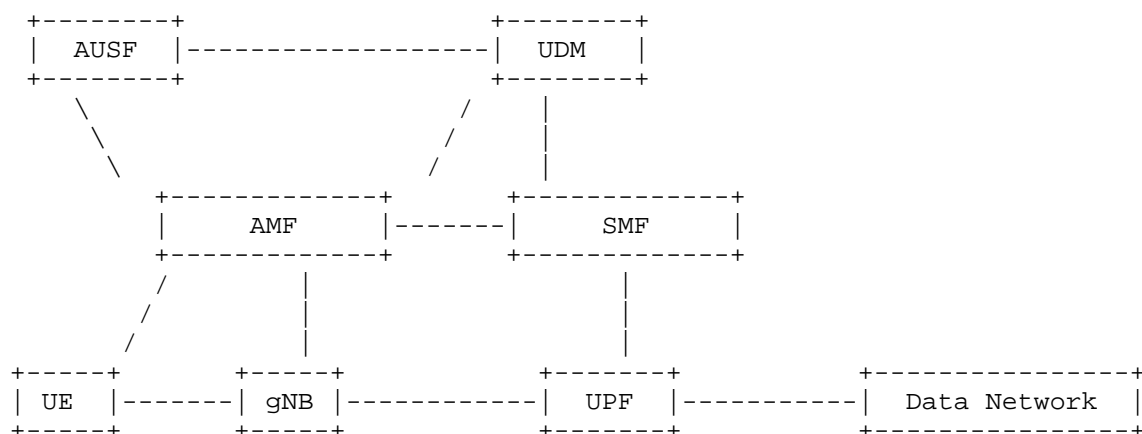 AUSF UDM
AMF SMF
UE gNB UPF Data Network